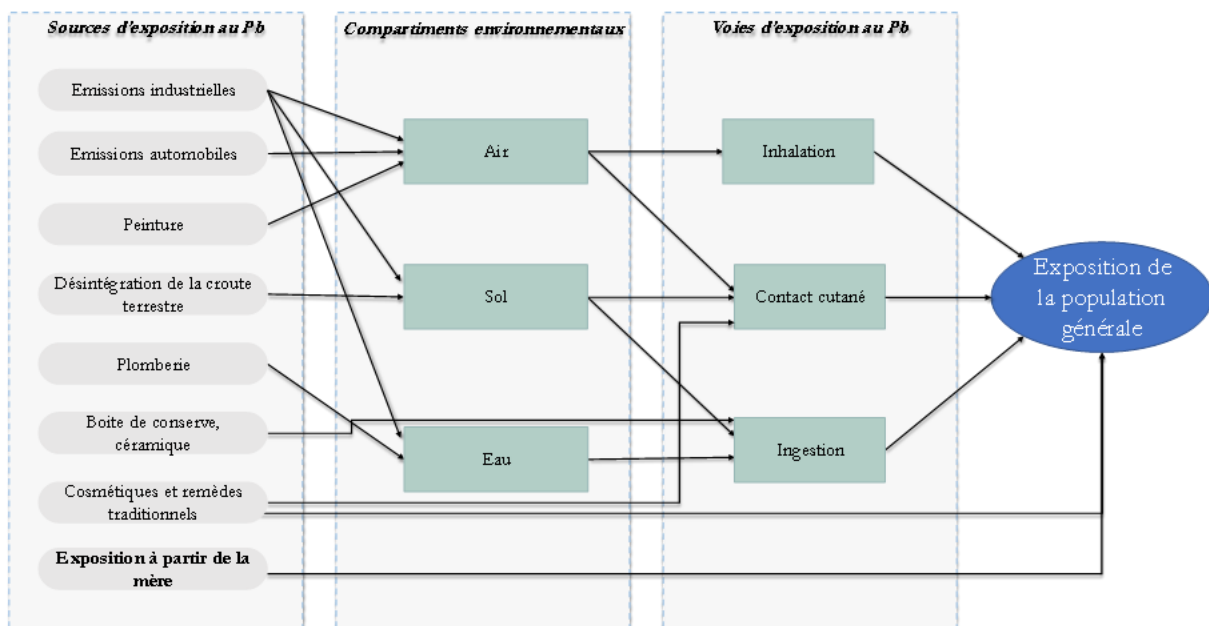 Sources d'exposition au Pb
Compartiments environnementaux
Voies d'exposition au Pb
Emissions industrielles
Emissions automobiles
Peinture
Désintégration de la croute
terrestre
Plomberie
Boite de conserve,
céramique
Cosmétiques et remèdes
traditionnels
Exposition à partir de la
mère
Air
Sol
Eau
Inhalation
Contact cutané
Ingestion
Exposition de
la population
générale